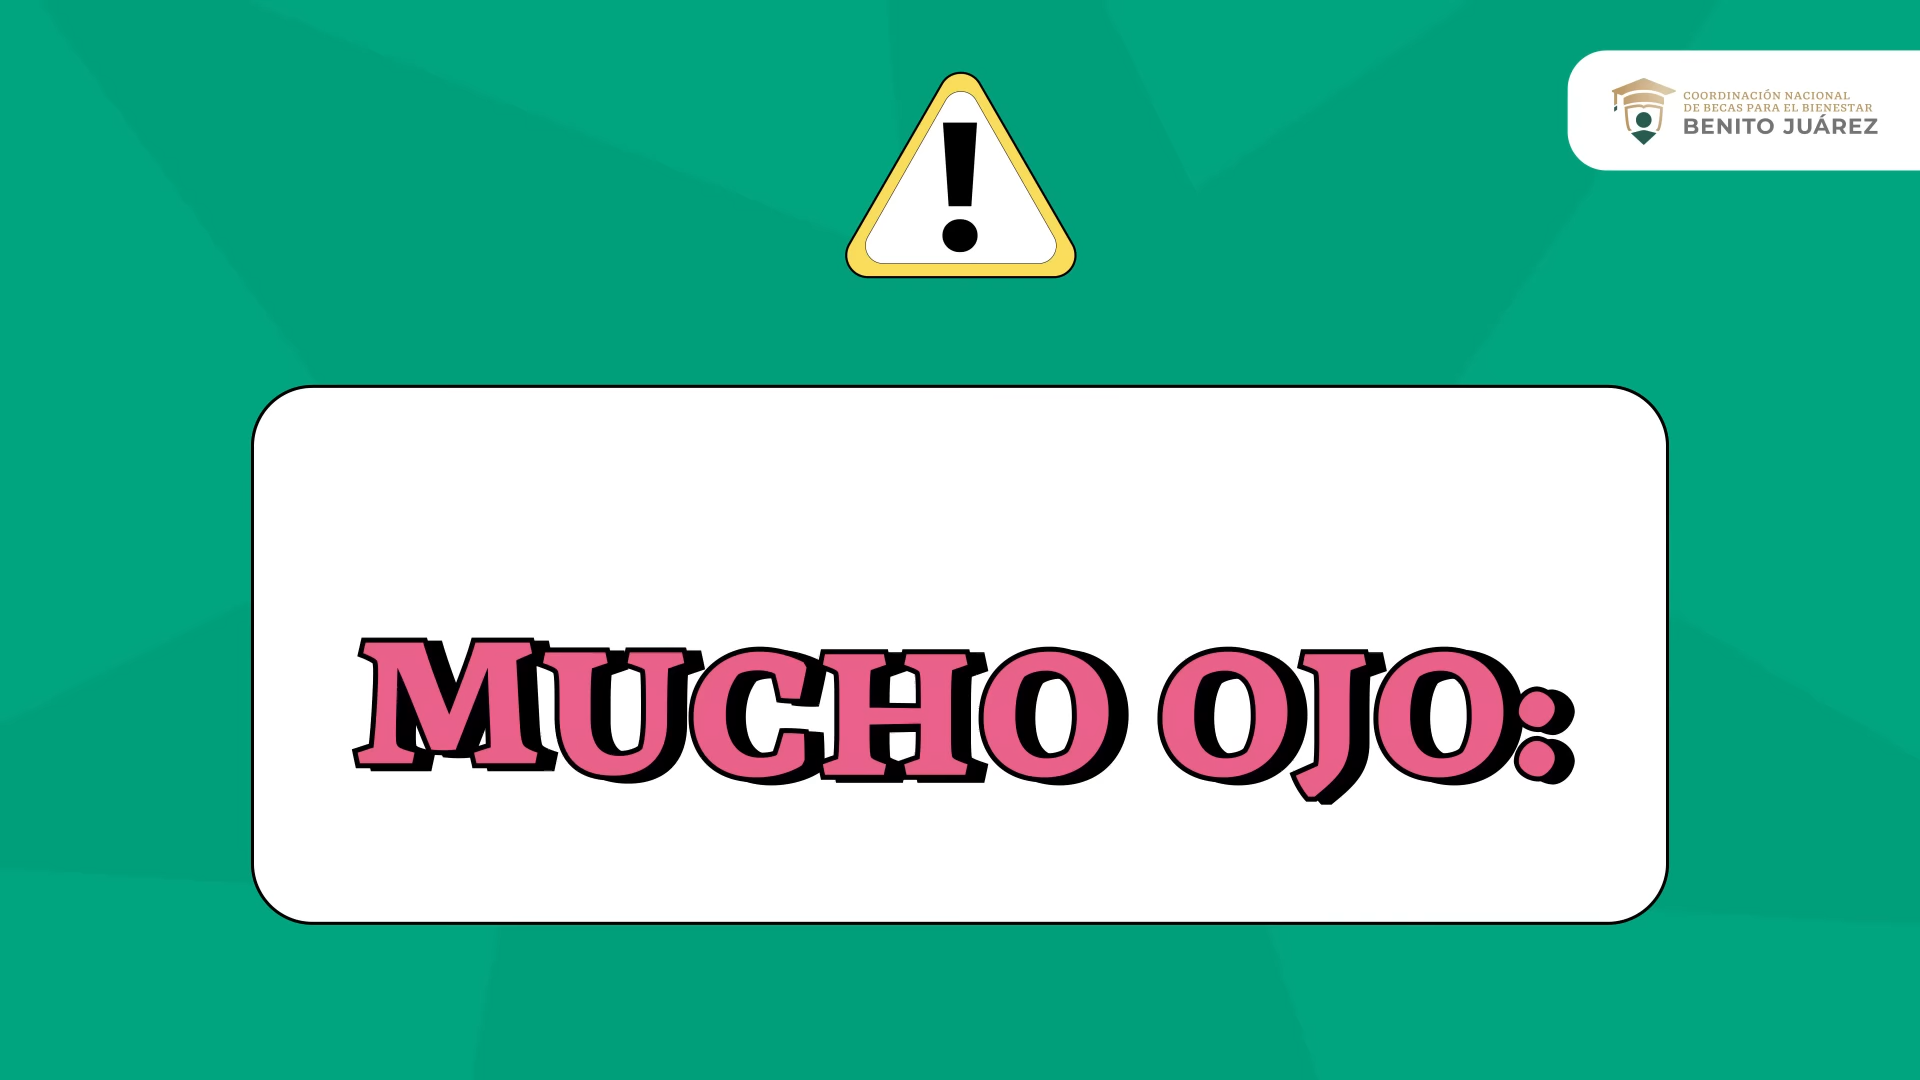 COORDINACIÓN NACIONAL
DE BECAS PARA EL BIENESTAR
BENITO JUÁREZ
!
MUCHO OJO: